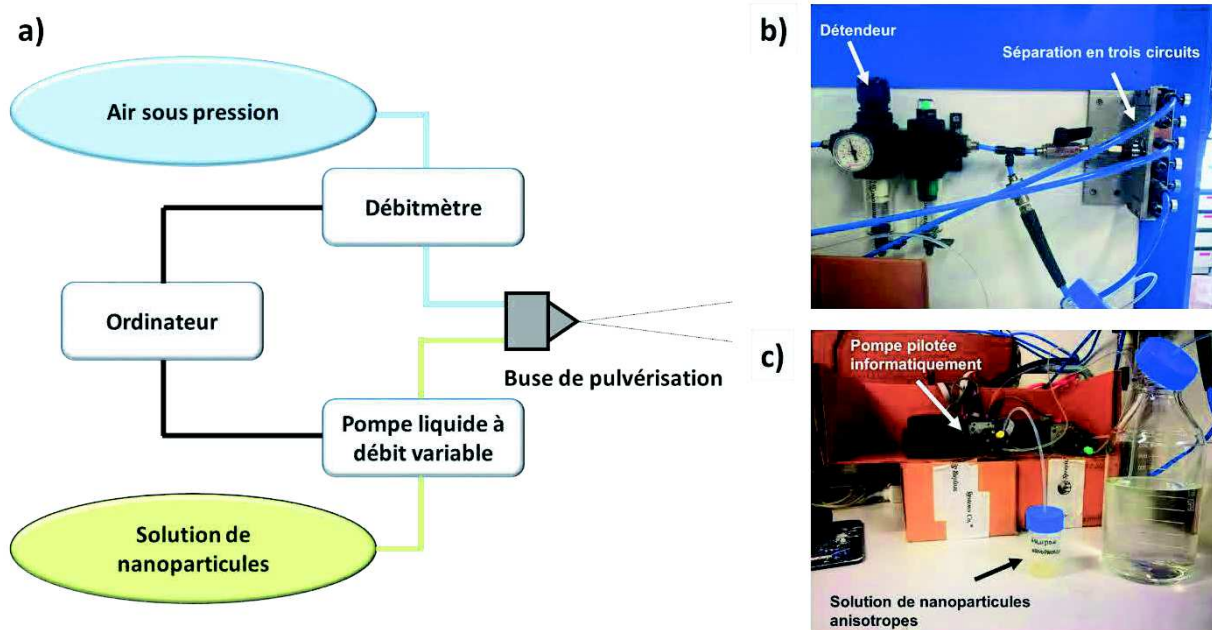 a)
Air sous pression
Débitmètre
Ordinateur
Buse de pulvérisation
Pompe liquide à
débit variable
Solution de
nanoparticules
b)
Détendeur
Séparation en trois circuits
c)
Pompe pilotée
informatiquement
Solution de nanoparticules
anisotropes